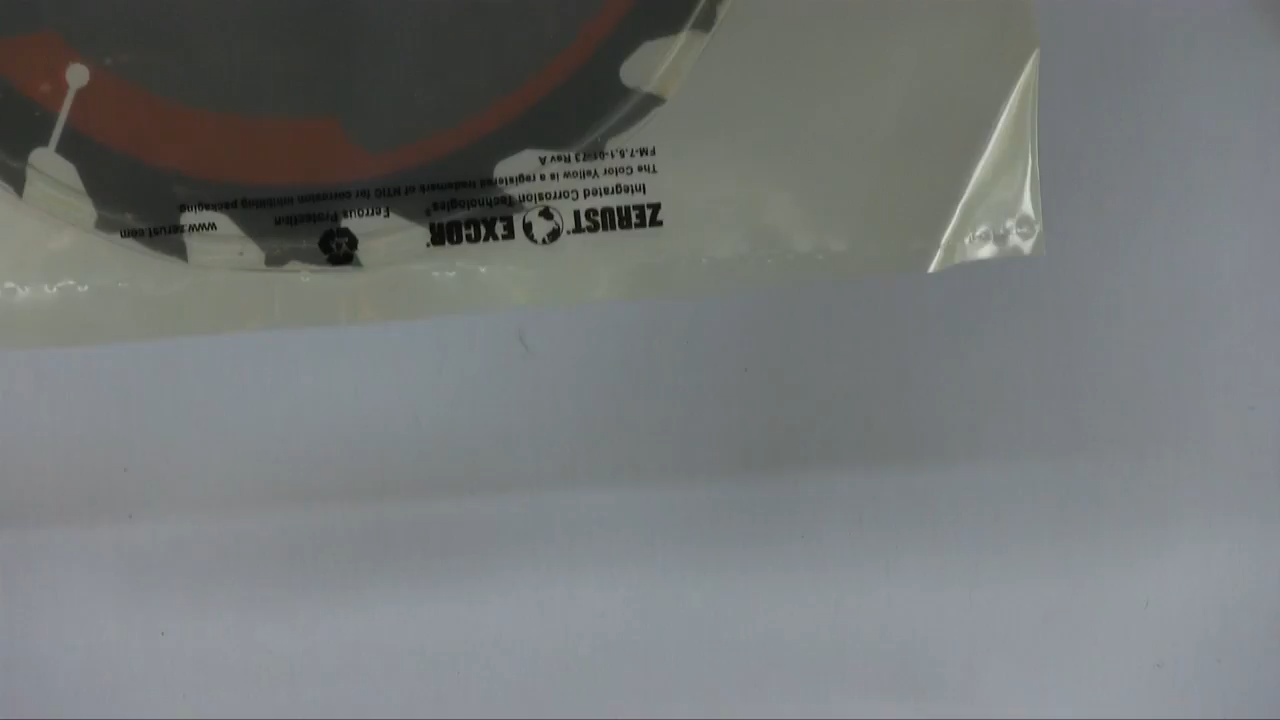 ZERUST® EXCOR®
Integrated Corrosion Technologies®
Ferrous Protection
The Color Yellow is a registered trademark of NTIC for corrosion inhibiting packaging
www.zerust.com
FM-7.5.1-01-73 Rev A